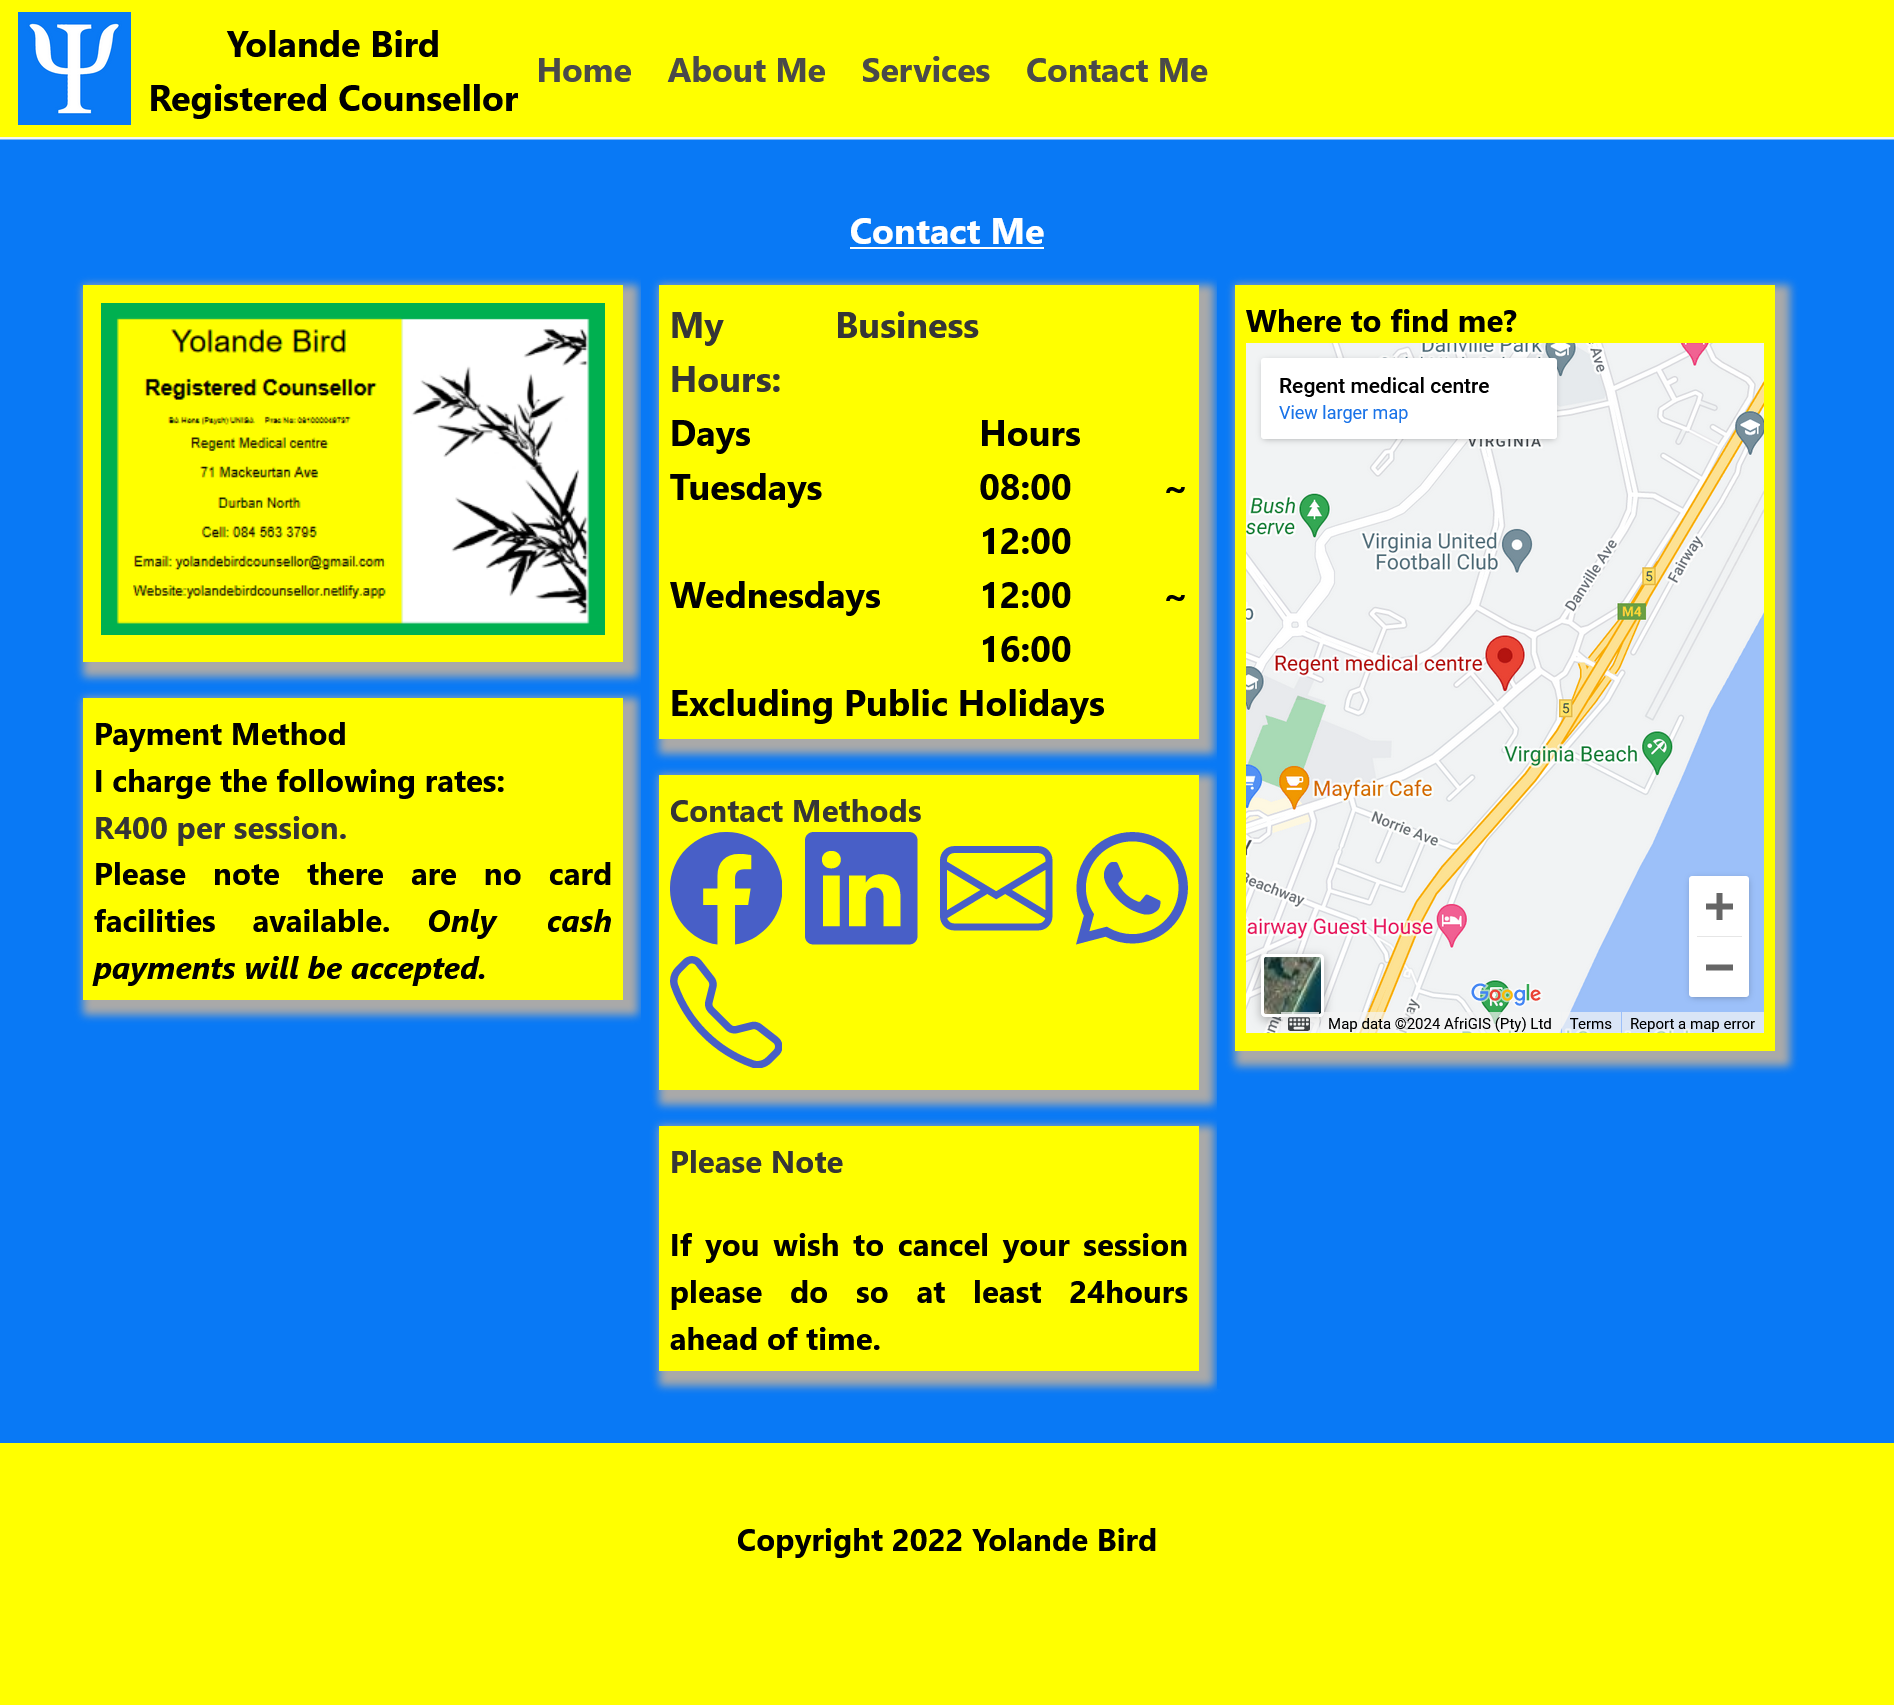 Ψ
Yolande Bird
Registered Counsellor
Home About Me Services Contact Me
Contact Me
Yolande Bird
Registered Counsellor
Regent Medical centre
71 Mackeurtan Ave
Durban North
Cell: 084 563 3795
Email: yolandebirdcounsellor@gmail.com
Website:yolandebirdcounsellor.netlify.app
Payment Method
I charge the following rates:
R400 per session.
Please note there are no card
facilities available. Only cash
payments will be accepted.
My Business
Hours:
Days Hours
Tuesdays 08:00 ~
12:00
Wednesdays 12:00 ~
16:00
Excluding Public Holidays
Contact Methods
f
in
Please Note
If you wish to cancel your session
please do so at least 24hours
ahead of time.
Where to find me?
Danville Park
Ave
Regent medical centre
View larger map
VIRGINIA
Bush
serve
Virginia United
Football Club
Danville Ave
Fairway
5
M4
Regent medical centre
5
Virginia Beach
Mayfair Cafe
Norrie Ave
Beachway
airway Guest House
way
Google
Map data ©2024 AfriGIS (Pty) Ltd Terms Report a map error
Copyright 2022 Yolande Bird